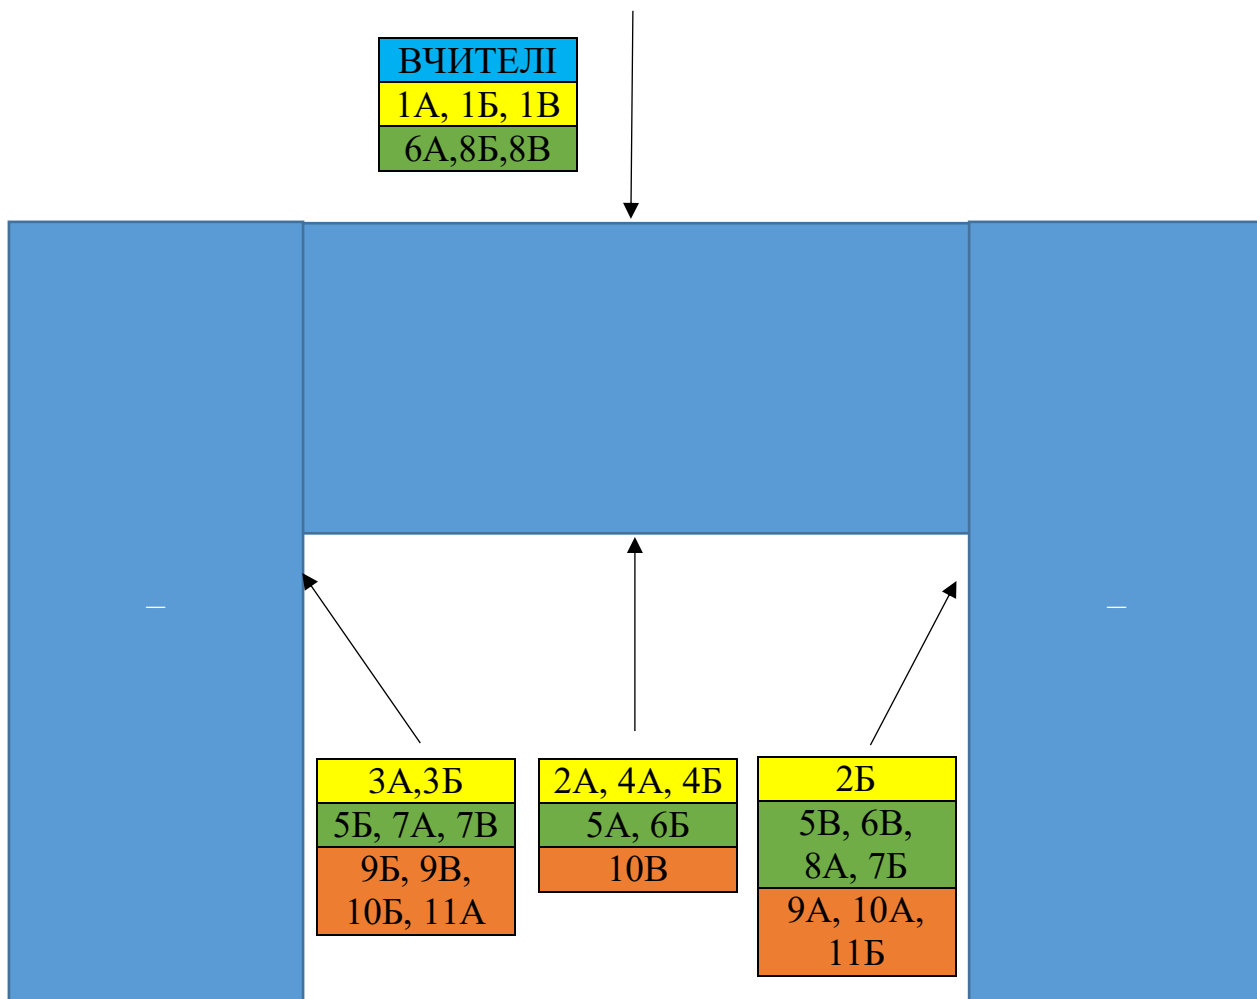 ВЧИТЕЛІ
1А, 1Б, 1В
6А,8Б,8В
3А,3Б
5Б, 7А, 7В
9Б, 9В,
10Б, 11А
2А, 4А, 4Б
5А, 6Б
10В
2Б
5В, 6В,
8А, 7Б
9А, 10А,
11Б